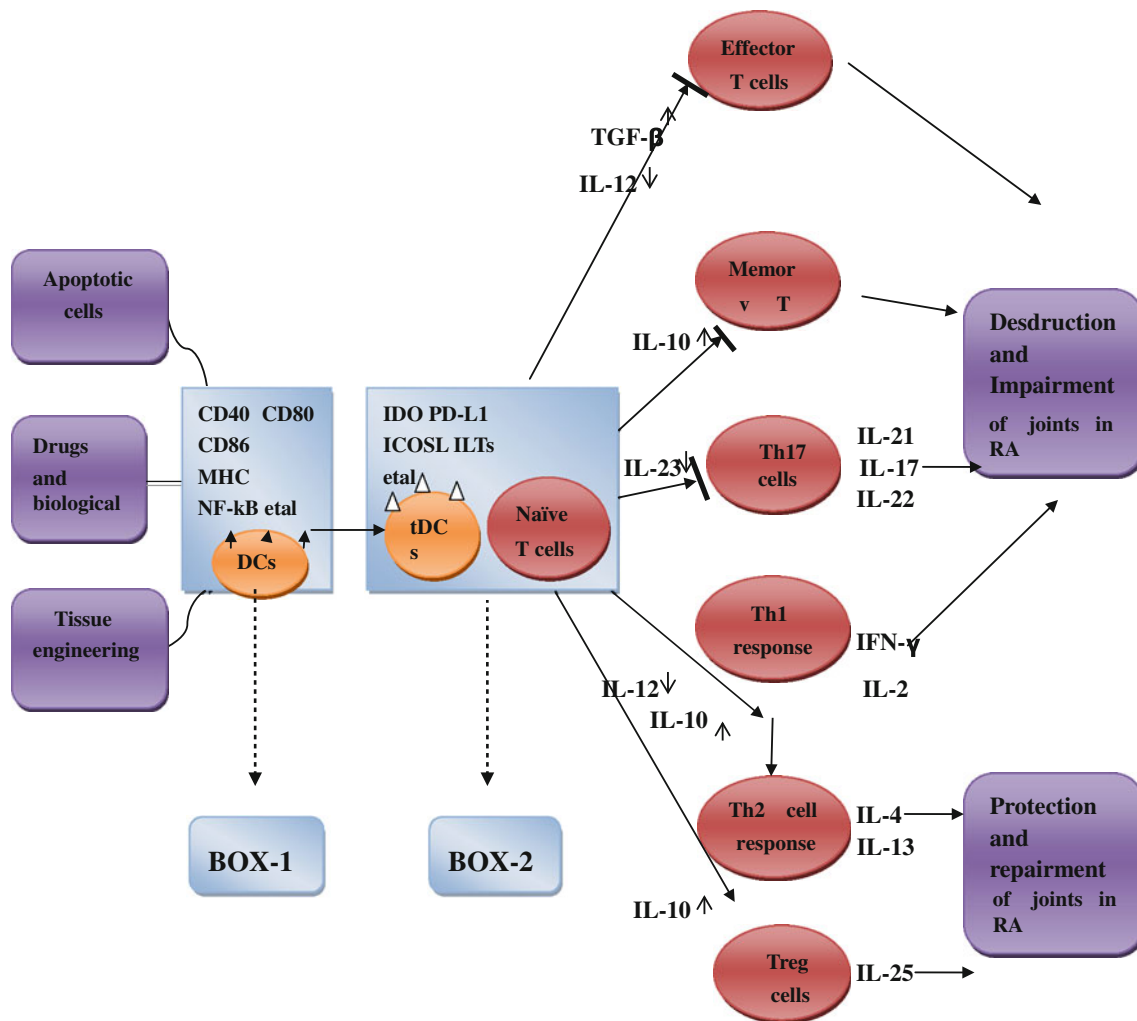 Effector
T cells
TGF-β↑
IL-12↓
Apoptotic
cells
Memor
v T
IL-10↑
Desdruction
and
Impairment
of joints in
RA
CD40 CD80
CD86
MHC
NF-kB etal
DCs
IDO PD-L1
ICOSL ILTs
etal
tDC
s
Naïve
T cells
Drugs
and
biological
IL-23↓
Th17
cells
IL-21
IL-17
IL-22
Tissue
engineering
Th1
response
IFN-γ
IL-2
IL-12↓
IL-10↑
Th2 cell
response
IL-4
IL-13
Protection
and
repairment
of joints in
RA
BOX-1
BOX-2
IL-10↑
Treg
cells
IL-25